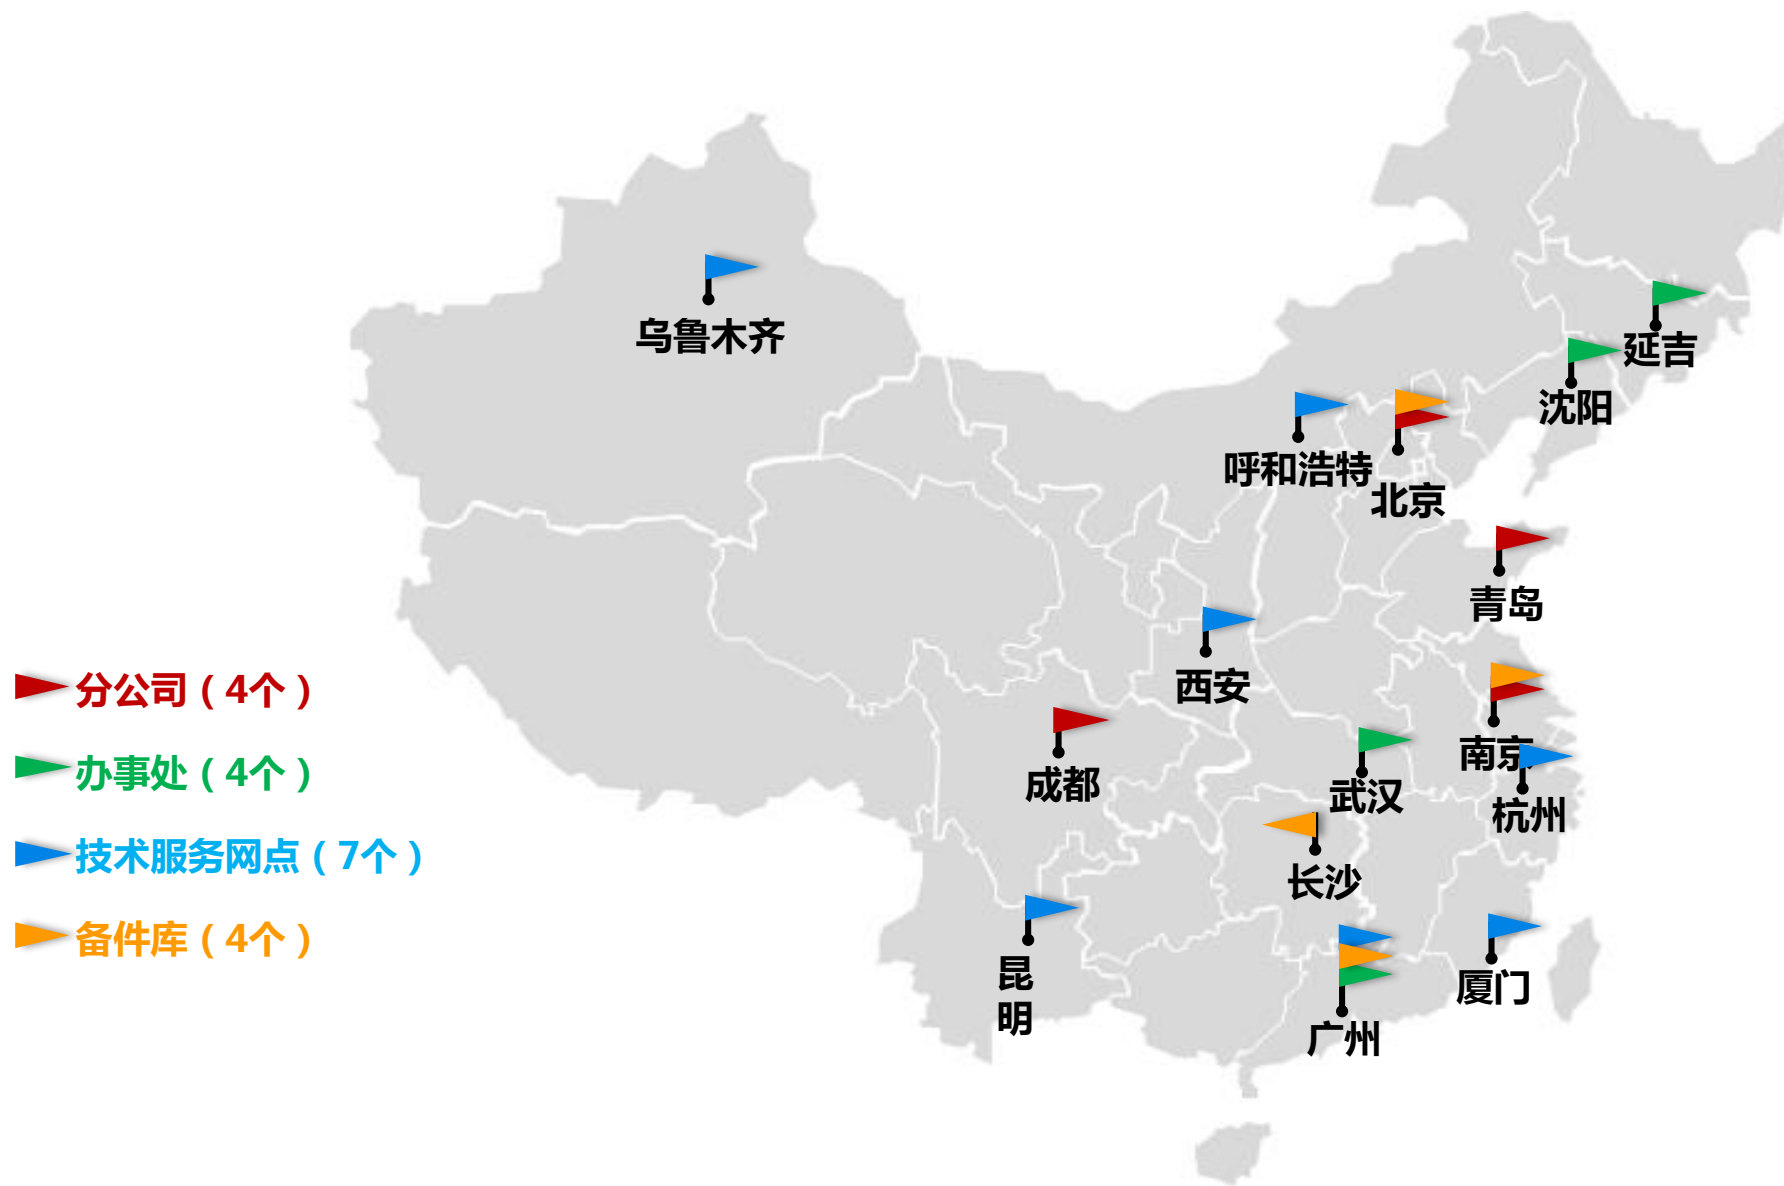 乌鲁木齐
延吉
沈阳
呼和浩特
北京
青岛
西安
分公司（4个）
南京
办事处（4个）
成都
武汉
杭州
技术服务网点（7个）
长沙
备件库（4个）
昆
明
厦门
广州